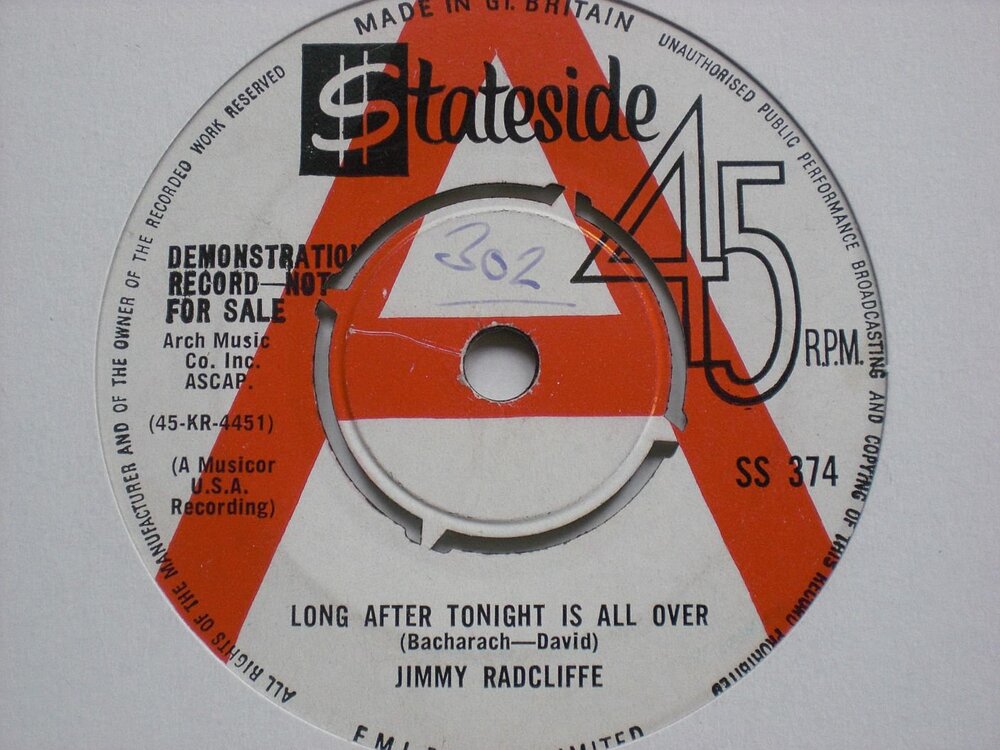 MADE IN GT. BRITAIN
UNAUTHORISED PUBLIC PERFORMANCE BROADCASTING AND COPYING OF THIS RECORD PROHIBITED
ALL RIGHTS OF THE MANUFACTURER AND OF THE OWNER OF THE RECORDED WORK RESERVED
Stateside
45
R.P.M.
302
DEMONSTRATION
RECORD—NOT
FOR SALE
Arch Music
Co. Inc.
ASCAP.
(45-KR-4451)
(A Musicor
U.S.A.
Recording)
A
SS 374
LONG AFTER TONIGHT IS ALL OVER
(Bacharach—David)
JIMMY RADCLIFFE
E.M.I.